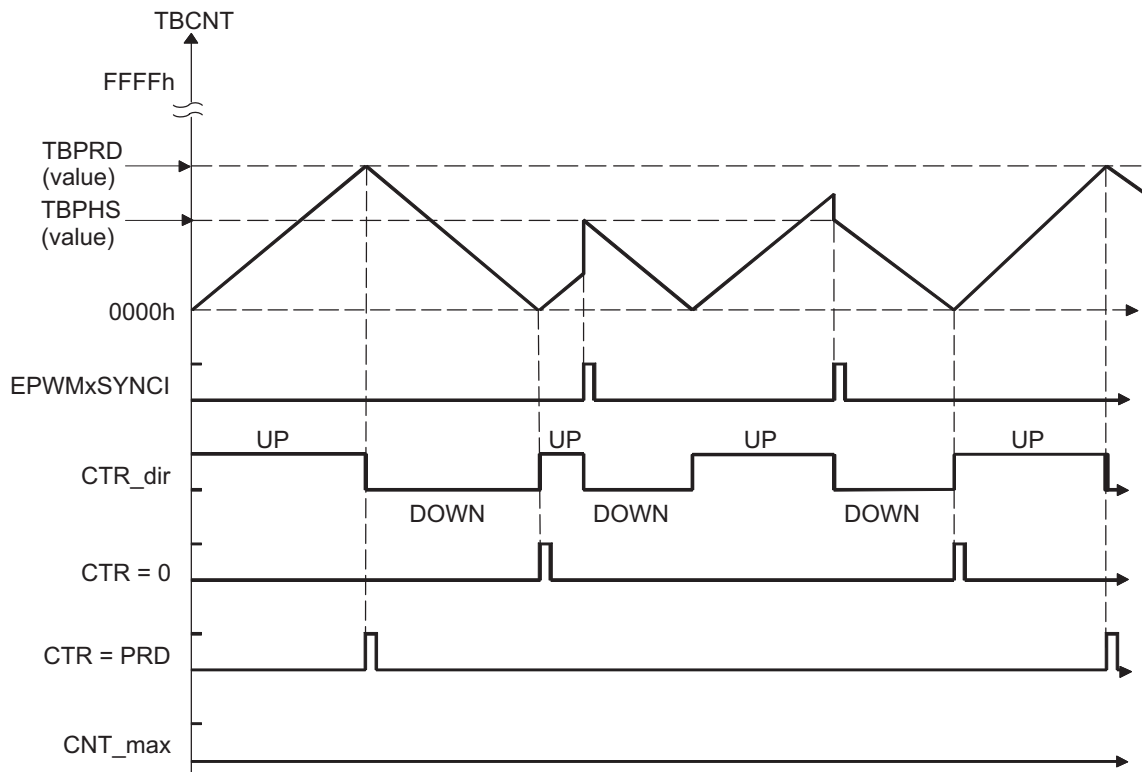 TBCNT
FFFFh
TBPRD
(value)
TBPHS
(value)
0000h
EPWMxSYNCI
UP
UP
UP
UP
CTR_dir
DOWN
DOWN
DOWN
CTR = 0
CTR = PRD
CNT_max